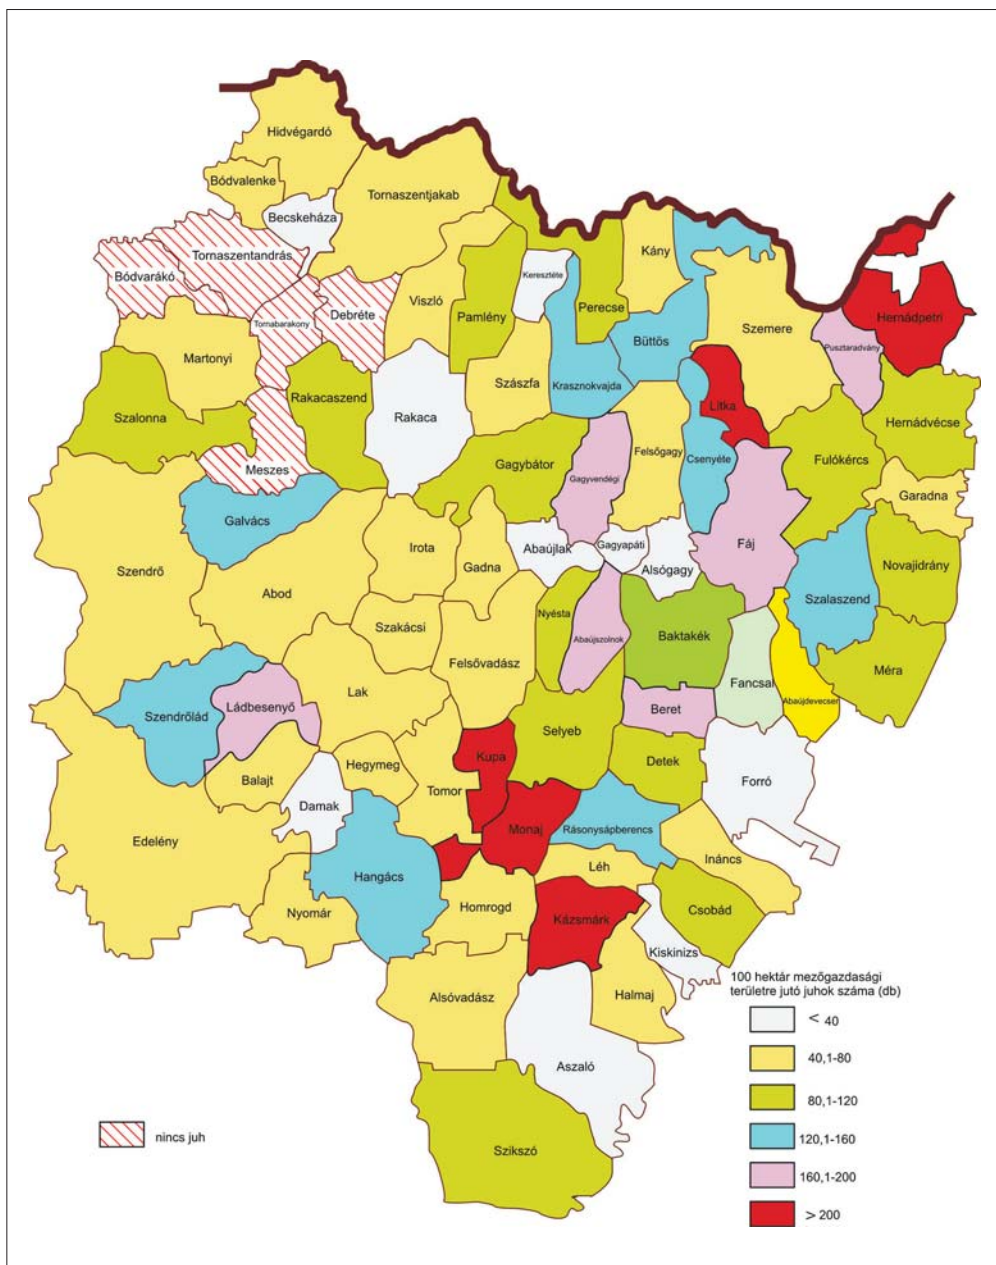 Hidvégardó
Bódvalenke
Tornaszentjakab
Becskeháza
Tornaszentandrás
Bódvarákó
Kány
Keresztéte
Debréte
Viszló
Perecse
Pamlény
Tornabarakony
Szemere
Hernádpetri
Büttös
Pusztaradvány
Martonyi
Szászfa
Krasznokvajda
Rakacaszend
Litka
Szalonna
Rakaca
Hernádvécse
Felsőgagy
Csenyéte
Fulókércs
Gagybátor
Meszes
Gagyvendégi
Garadna
Galvács
Irota
Abaújlak
Gagyapáti
Fáj
Gadna
Alsógagy
Novajidrány
Szendrő
Abod
Szalaszend
Nyésta
Szakácsi
Abaújszolnok
Baktakék
Felsővadász
Méra
Fancsal
Lak
Abaújdevecser
Ládbesenyő
Szendrőlád
Beret
Selyeb
Kupa
Detek
Hegymeg
Balajt
Forró
Tomor
Damak
Monaj
Rásonysápberencs
Edelény
Ináncs
Léh
Hangács
Homrogd
Csobád
Nyomár
Kázsmárk
Kiskinizs
Alsóvadász
Halmaj
Aszaló
Szikszó
100 hektár mezőgazdasági
területre jutó juhok száma (db)
< 40
40,1-80
80,1-120
120,1-160
160,1-200
> 200
nincs juh